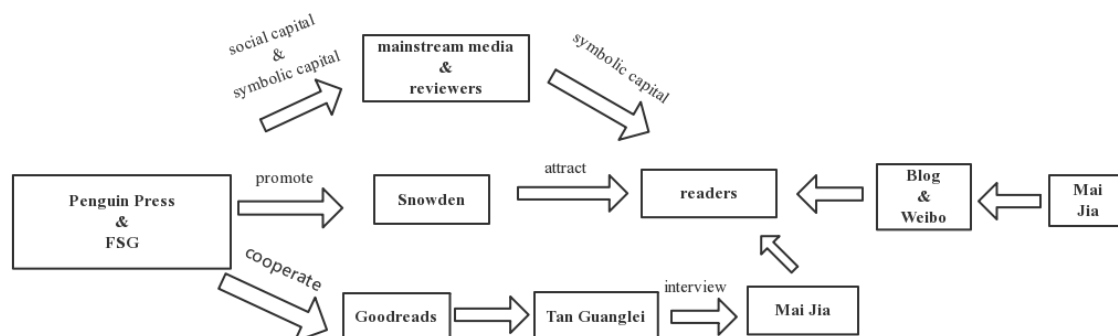 social capital
&
symbolic capital
mainstream media
&
reviewers
symbolic capital
Penguin Press
&
FSG
promote
Snowden
attract
readers
Blog
&
Weibo
Mai
Jia
cooperate
Goodreads
Tan Guanglei
interview
Mai Jia